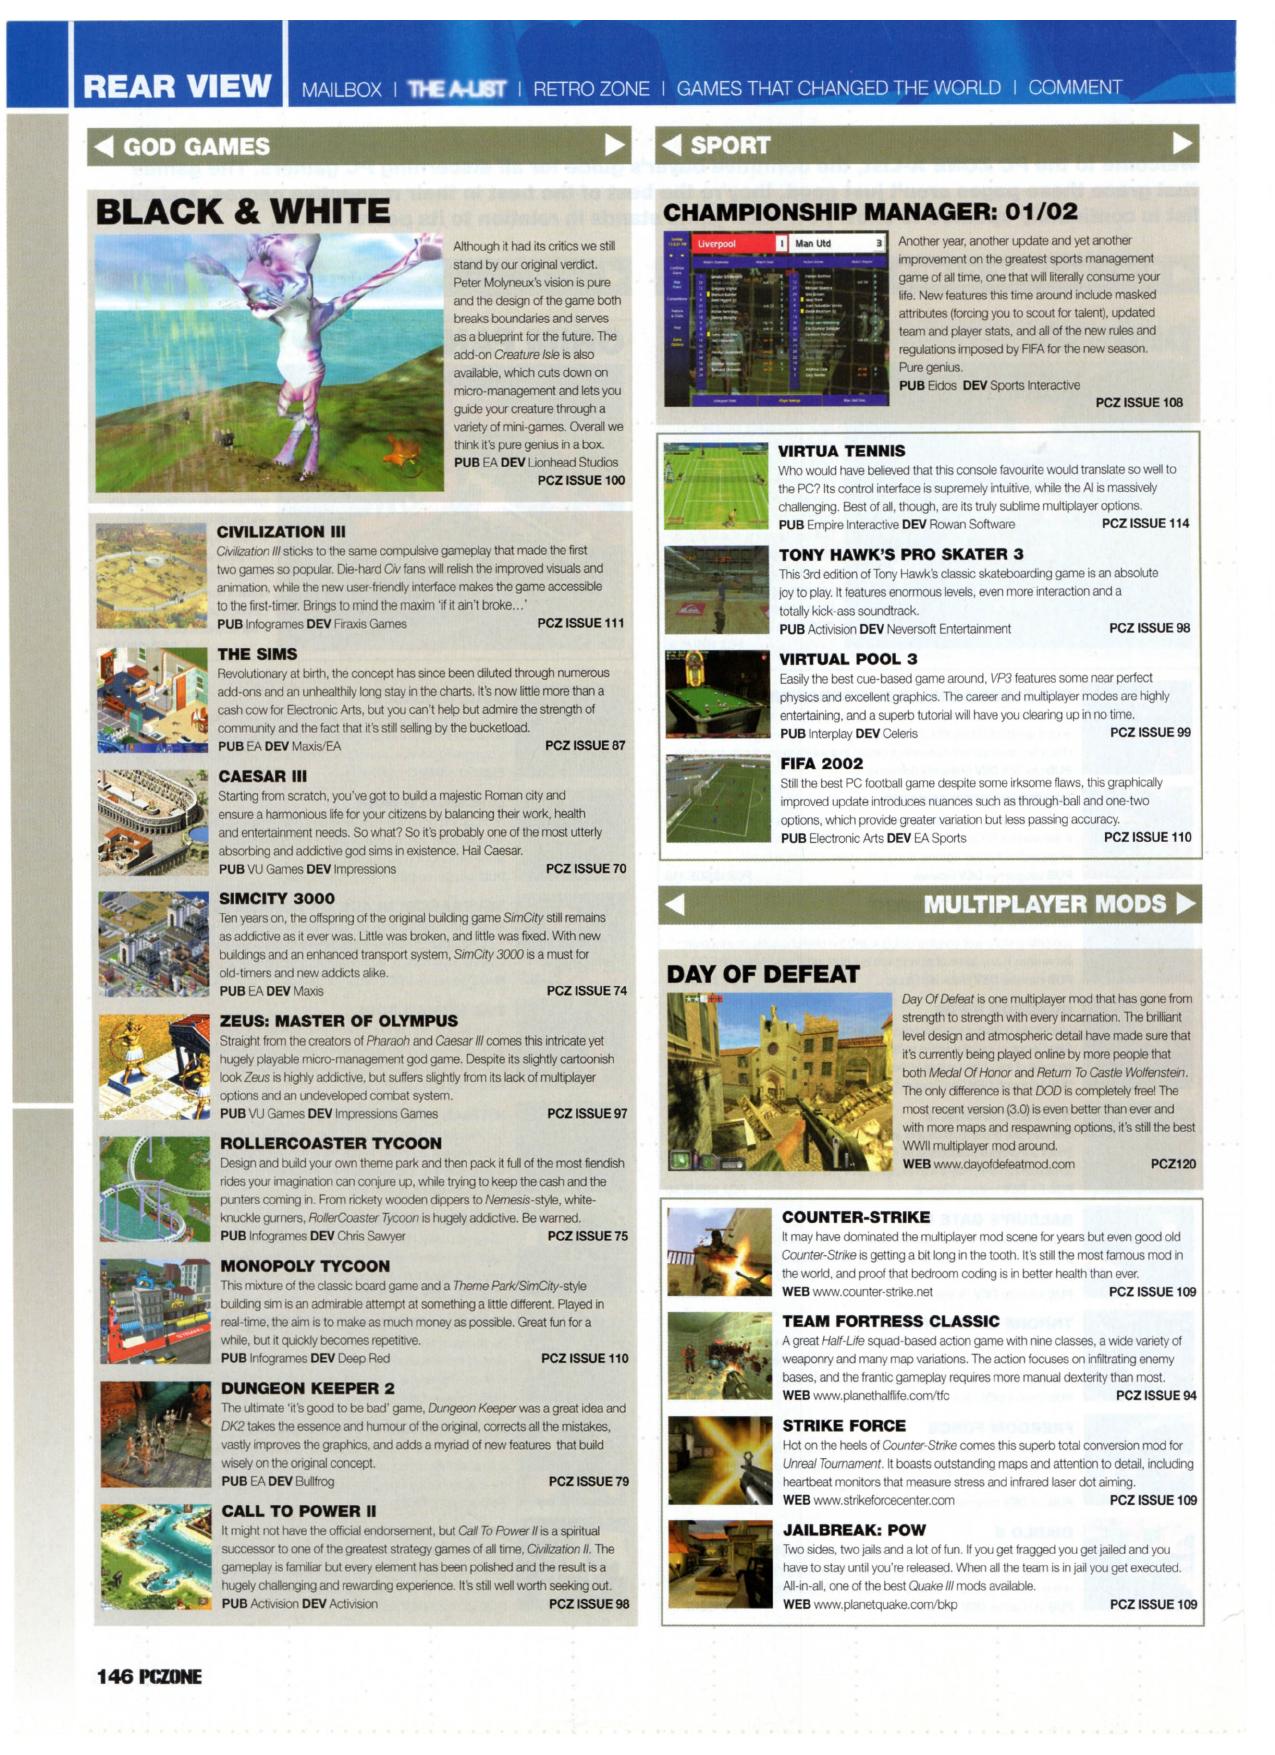 REAR VIEW
MAILBOX | THE A-LIST | RETRO ZONE | GAMES THAT CHANGED THE WORLD | COMMENT
GOD GAMES
BLACK & WHITE
Although it had its critics we still
stand by our original verdict.
Peter Molyneux's vision is pure
and the design of the game both
breaks boundaries and serves
as a blueprint for the future. The
add-on Creature Isle is also
available, which cuts down on
micro-management and lets you
guide your creature through a
variety of mini-games. Overall we
think it's pure genius in a box.
PUB EA DEV Lionhead Studios
PCZ ISSUE 100
CIVILIZATION III
Civilization III sticks to the same compulsive gameplay that made the first
two games so popular. Die-hard Civ fans will relish the improved visuals and
animation, while the new user-friendly interface makes the game accessible
to the first-timer. Brings to mind the maxim 'if it ain't broke...'
PUB Infogrames DEV Firaxis Games PCZ ISSUE 111
THE SIMS
Revolutionary at birth, the concept has since been diluted through numerous
add-ons and an unhealthily long stay in the charts. It's now little more than a
cash cow for Electronic Arts, but you can't help but admire the strength of
community and the fact that it's still selling by the bucketload.
PUB EA DEV Maxis/EA PCZ ISSUE 87
CAESAR III
Starting from scratch, you've got to build a majestic Roman city and
ensure a harmonious life for your citizens by balancing their work, health
and entertainment needs. So what? So it's probably one of the most utterly
absorbing and addictive god sims in existence. Hail Caesar.
PUB VU Games DEV Impressions PCZ ISSUE 70
SIMCITY 3000
Ten years on, the offspring of the original building game SimCity still remains
as addictive as it ever was. Little was broken, and little was fixed. With new
buildings and an enhanced transport system, SimCity 3000 is a must for
old-timers and new addicts alike.
PUB EA DEV Maxis PCZ ISSUE 74
ZEUS: MASTER OF OLYMPUS
Straight from the creators of Pharaoh and Caesar III comes this intricate yet
hugely playable micro-management god game. Despite its slightly cartoonish
look Zeus is highly addictive, but suffers slightly from its lack of multiplayer
options and an undeveloped combat system.
PUB VU Games DEV Impressions Games PCZ ISSUE 97
ROLLERCOASTER TYCOON
Design and build your own theme park and then pack it full of the most fiendish
rides your imagination can conjure up, while trying to keep the cash and the
punters coming in. From rickety wooden dippers to Nemesis-style, white-
knuckle gurners, RollerCoaster Tycoon is hugely addictive. Be warned.
PUB Infogrames DEV Chris Sawyer PCZ ISSUE 75
MONOPOLY TYCOON
This mixture of the classic board game and a Theme Park/SimCity-style
building sim is an admirable attempt at something a little different. Played in
real-time, the aim is to make as much money as possible. Great fun for a
while, but it quickly becomes repetitive.
PUB Infogrames DEV Deep Red PCZ ISSUE 110
DUNGEON KEEPER 2
The ultimate 'it's good to be bad' game, Dungeon Keeper was a great idea and
DK2 takes the essence and humour of the original, corrects all the mistakes,
vastly improves the graphics, and adds a myriad of new features that build
wisely on the original concept.
PUB EA DEV Bullfrog PCZ ISSUE 79
CALL TO POWER II
It might not have the official endorsement, but Call To Power II is a spiritual
successor to one of the greatest strategy games of all time, Civilization II. The
gameplay is familiar but every element has been polished and the result is a
hugely challenging and rewarding experience. It's still well worth seeking out.
PUB Activision DEV Activision PCZ ISSUE 98
SPORT
CHAMPIONSHIP MANAGER: 01/02
Liverpool 1 Man Utd 3
Another year, another update and yet another
improvement on the greatest sports management
game of all time, one that will literally consume your
life. New features this time around include masked
attributes (forcing you to scout for talent), updated
team and player stats, and all of the new rules and
regulations imposed by FIFA for the new season.
Pure genius.
PUB Eidos DEV Sports Interactive
PCZ ISSUE 108
VIRTUA TENNIS
Who would have believed that this console favourite would translate so well to
the PC? Its control interface is supremely intuitive, while the AI is massively
challenging. Best of all, though, are its truly sublime multiplayer options.
PUB Empire Interactive DEV Rowan Software PCZ ISSUE 114
TONY HAWK'S PRO SKATER 3
This 3rd edition of Tony Hawk's classic skateboarding game is an absolute
joy to play. It features enormous levels, even more interaction and a
totally kick-ass soundtrack.
PUB Activision DEV Neversoft Entertainment PCZ ISSUE 98
VIRTUAL POOL 3
Easily the best cue-based game around, VP3 features some near perfect
physics and excellent graphics. The career and multiplayer modes are highly
entertaining, and a superb tutorial will have you clearing up in no time.
PUB Interplay DEV Celeris PCZ ISSUE 99
FIFA 2002
Still the best PC football game despite some irksome flaws, this graphically
improved update introduces nuances such as through-ball and one-two
options, which provide greater variation but less passing accuracy.
PUB Electronic Arts DEV EA Sports PCZ ISSUE 110
MULTIPLAYER MODS
DAY OF DEFEAT
Day Of Defeat is one multiplayer mod that has gone from
strength to strength with every incarnation. The brilliant
level design and atmospheric detail have made sure that
it's currently being played online by more people that
both Medal Of Honor and Return To Castle Wolfenstein.
The only difference is that DOD is completely free! The
most recent version (3.0) is even better than ever and
with more maps and respawning options, it's still the best
WWII multiplayer mod around.
WEB www.dayofdefeatmod.com PCZ120
COUNTER-STRIKE
It may have dominated the multiplayer mod scene for years but even good old
Counter-Strike is getting a bit long in the tooth. It's still the most famous mod in
the world, and proof that bedroom coding is in better health than ever.
WEB www.counter-strike.net PCZ ISSUE 109
TEAM FORTRESS CLASSIC
A great Half-Life squad-based action game with nine classes, a wide variety of
weaponry and many map variations. The action focuses on infiltrating enemy
bases, and the frantic gameplay requires more manual dexterity than most.
WEB www.planethalflife.com/tfc PCZ ISSUE 94
STRIKE FORCE
Hot on the heels of Counter-Strike comes this superb total conversion mod for
Unreal Tournament. It boasts outstanding maps and attention to detail, including
heartbeat monitors that measure stress and infrared laser dot aiming.
WEB www.strikeforcecenter.com PCZ ISSUE 109
JAILBREAK: POW
Two sides, two jails and a lot of fun. If you get fragged you get jailed and you
have to stay until you're released. When all the team is in jail you get executed.
All-in-all, one of the best Quake III mods available.
WEB www.planetquake.com/bkp PCZ ISSUE 109
146 PCZONE